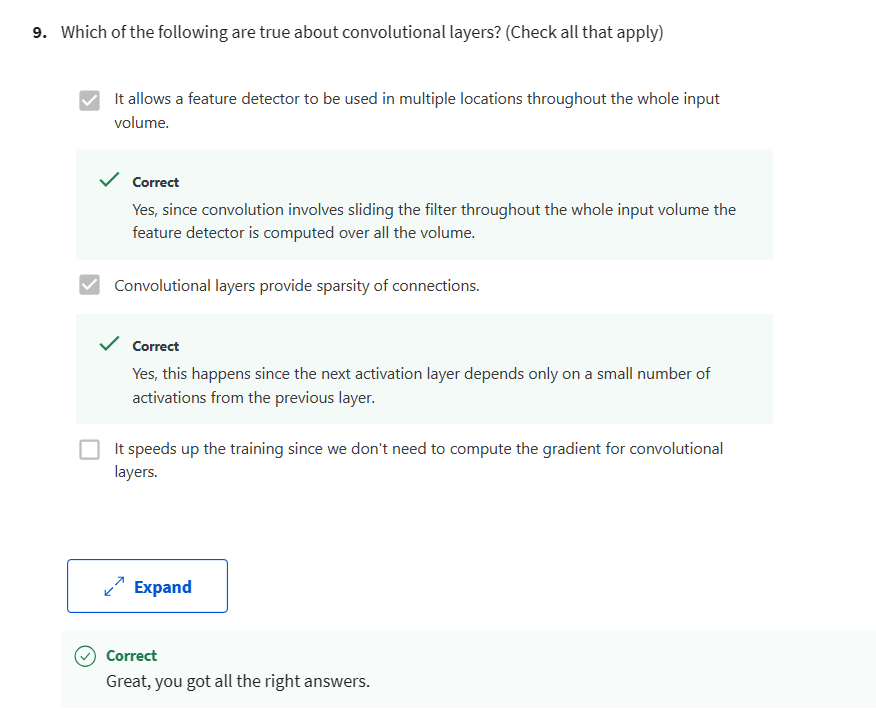 9. Which of the following are true about convolutional layers? (Check all that apply)
It allows a feature detector to be used in multiple locations throughout the whole input
volume.
Correct
Yes, since convolution involves sliding the filter throughout the whole input volume the
feature detector is computed over all the volume.
Convolutional layers provide sparsity of connections.
Correct
Yes, this happens since the next activation layer depends only on a small number of
activations from the previous layer.
It speeds up the training since we don't need to compute the gradient for convolutional
layers.
Expand
Correct
Great, you got all the right answers.